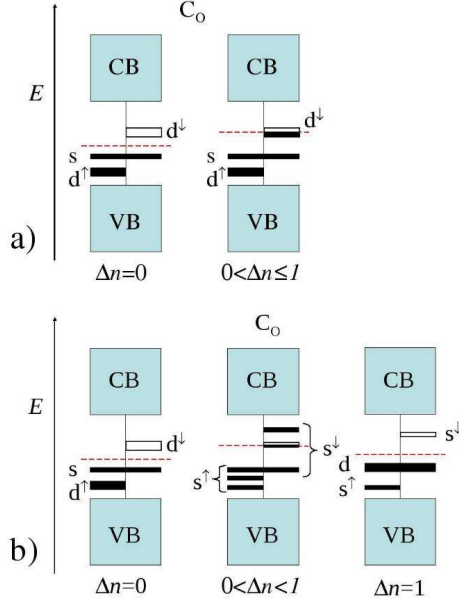 C_O
CB CB
E
d↓ d↓
s s
d↑ d↑
VB VB
a)
Δn=0 0<Δn≤1
C_O
CB CB CB
E
d↓ s↓ s↓
s d
d↑ s↑ s↑
VB VB VB
b)
Δn=0 0<Δn<1 Δn=1